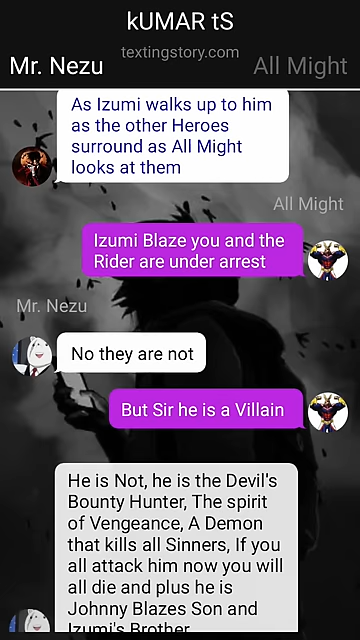 kUMAR tS
textingstory.com
Mr. Nezu
All Might
As Izumi walks up to him
as the other Heroes
surround as All Might
looks at them
All Might
Izumi Blaze you and the
Rider are under arrest
Mr. Nezu
No they are not
But Sir he is a Villain
He is Not, he is the Devil's
Bounty Hunter, The spirit
of Vengeance, A Demon
that kills all Sinners, If you
all attack him now you will
all die and plus he is
Johnny Blazes Son and
Izumi's Brother